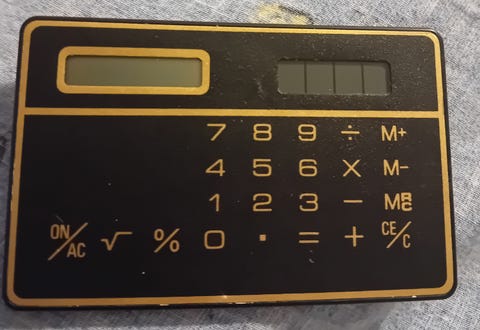 7 8 9 ÷ M+
4 5 6 × M-
1 2 3 - MRC
ON/AC √ % 0 . = + CE/C